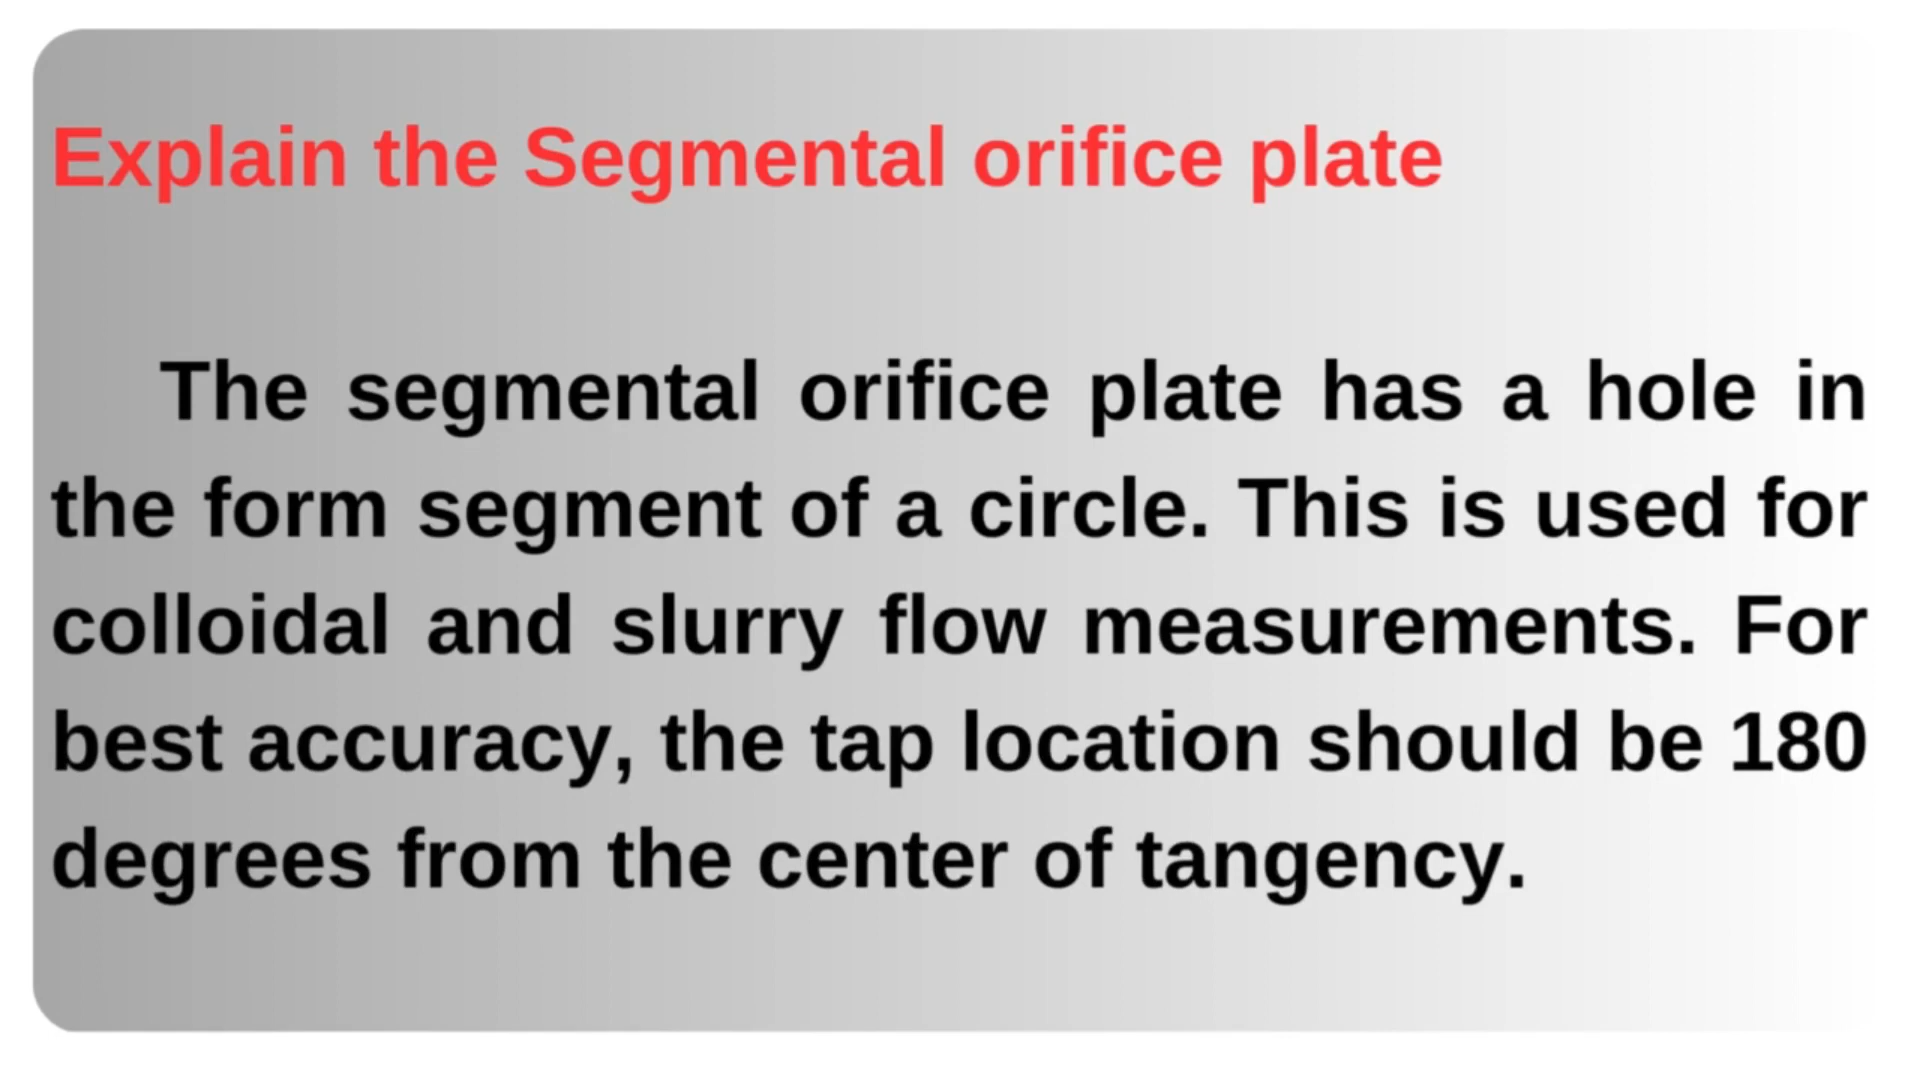 Explain the Segmental orifice plate
The segmental orifice plate has a hole in
the form segment of a circle. This is used for
colloidal and slurry flow measurements. For
best accuracy, the tap location should be 180
degrees from the center of tangency.